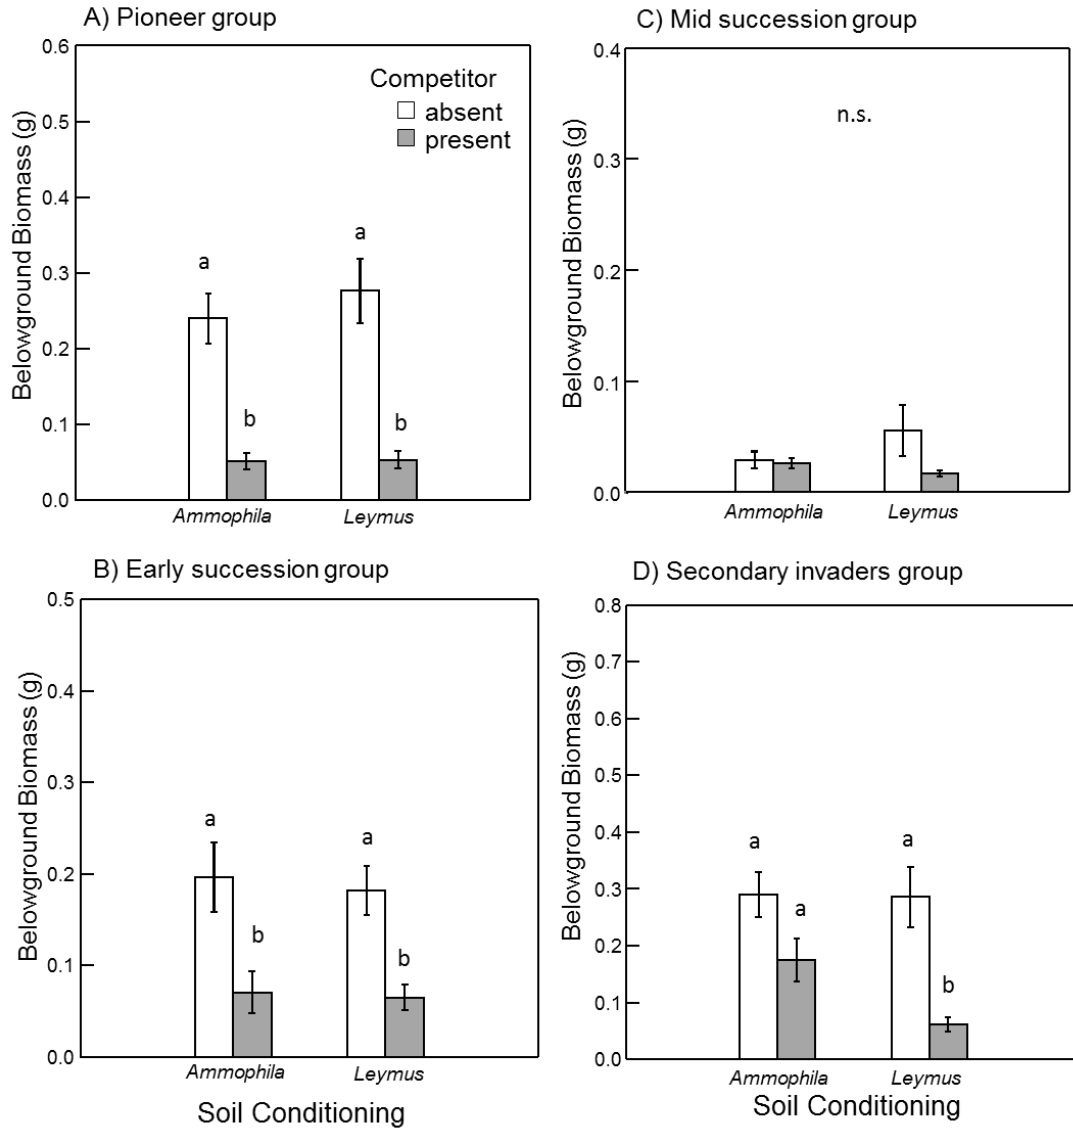 A) Pioneer group
Belowground Biomass (g)
0.6
0.5
0.4
0.3
0.2
0.1
0.0
Competitor
absent
present
a
b
a
b
Ammophila
Leymus
C) Mid succession group
Belowground Biomass (g)
0.4
0.3
0.2
0.1
0.0
n.s.
Ammophila
Leymus
B) Early succession group
Belowground Biomass (g)
0.5
0.4
0.3
0.2
0.1
0.0
a
b
a
b
Ammophila
Leymus
Soil Conditioning
D) Secondary invaders group
Belowground Biomass (g)
0.8
0.7
0.6
0.5
0.4
0.3
0.2
0.1
0.0
a
a
a
b
Ammophila
Leymus
Soil Conditioning